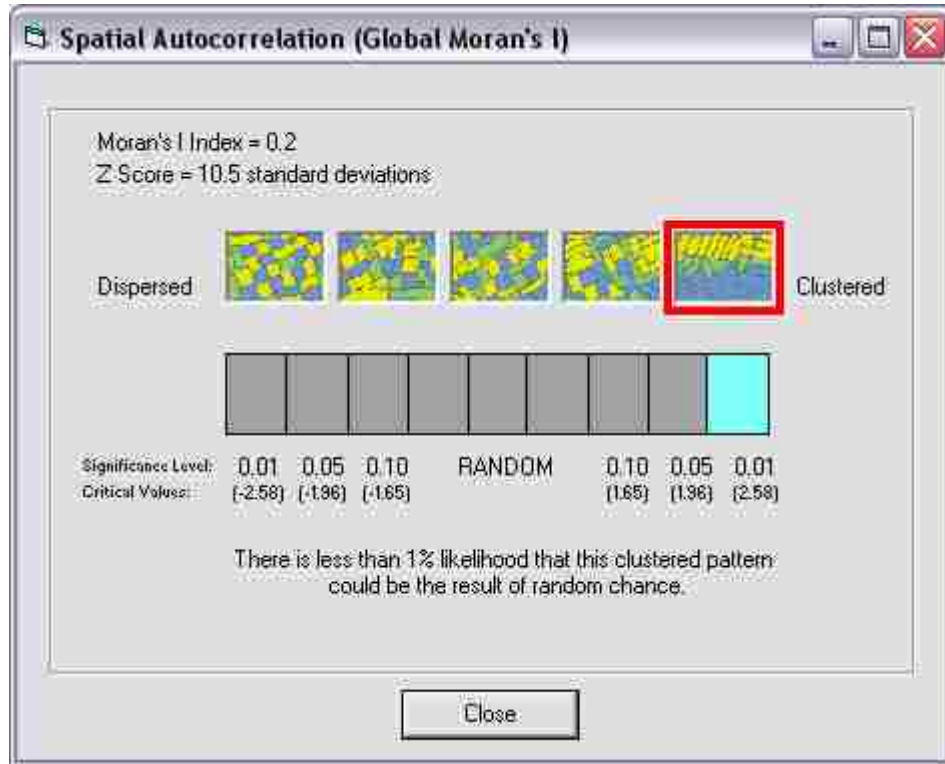 Spatial Autocorrelation (Global Moran's I)
Moran's I Index = 0.2
Z Score = 10.5 standard deviations
Dispersed
Clustered
Significance Level: 0.01 0.05 0.10 RANDOM 0.10 0.05 0.01
Critical Values: (-2.58) (-1.96) (-1.65) (1.65) (1.96) (2.58)
There is less than 1% likelihood that this clustered pattern
could be the result of random chance.
Close